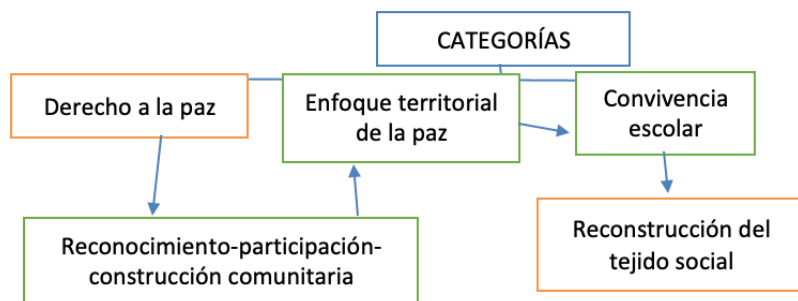 CATEGORÍAS
Derecho a la paz
Enfoque territorial
de la paz
Convivencia
escolar
Reconocimiento-participación-
construcción comunitaria
Reconstrucción del
tejido social